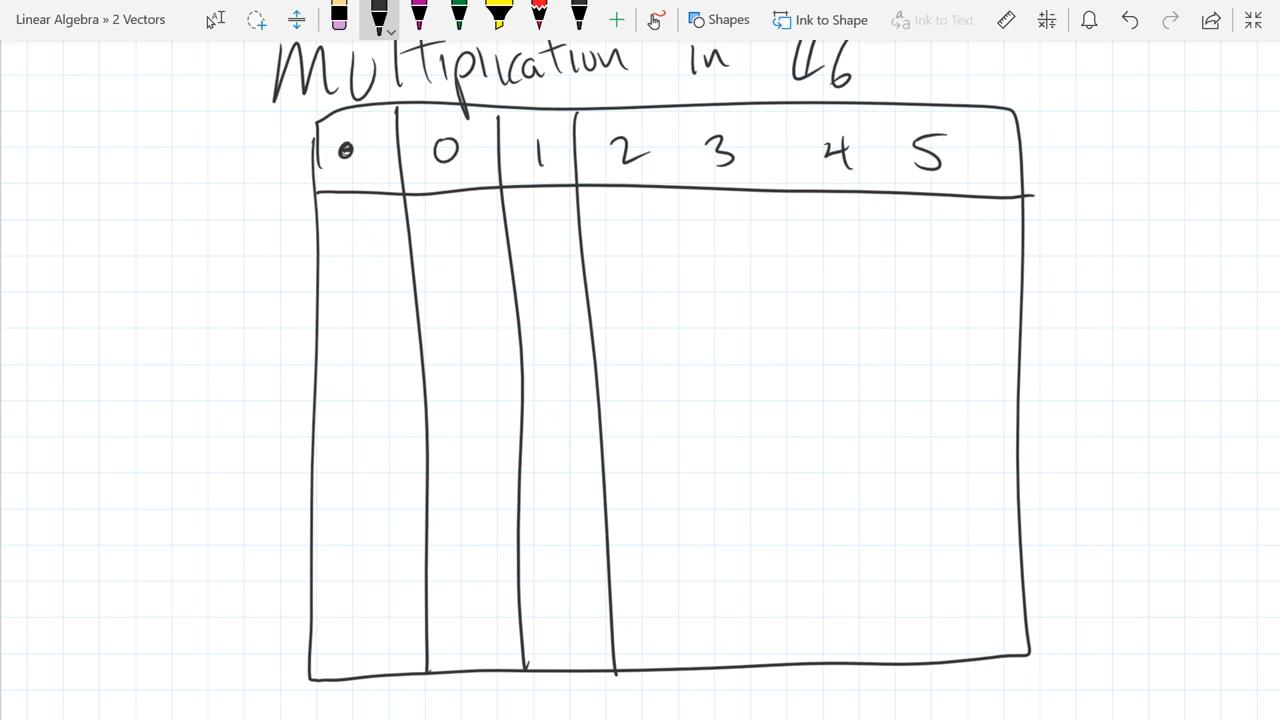 Linear Algebra » 2 Vectors Shapes Ink to Shape Ink to Text
Multiplication in ℤ6
• 0 1 2 3 4 5